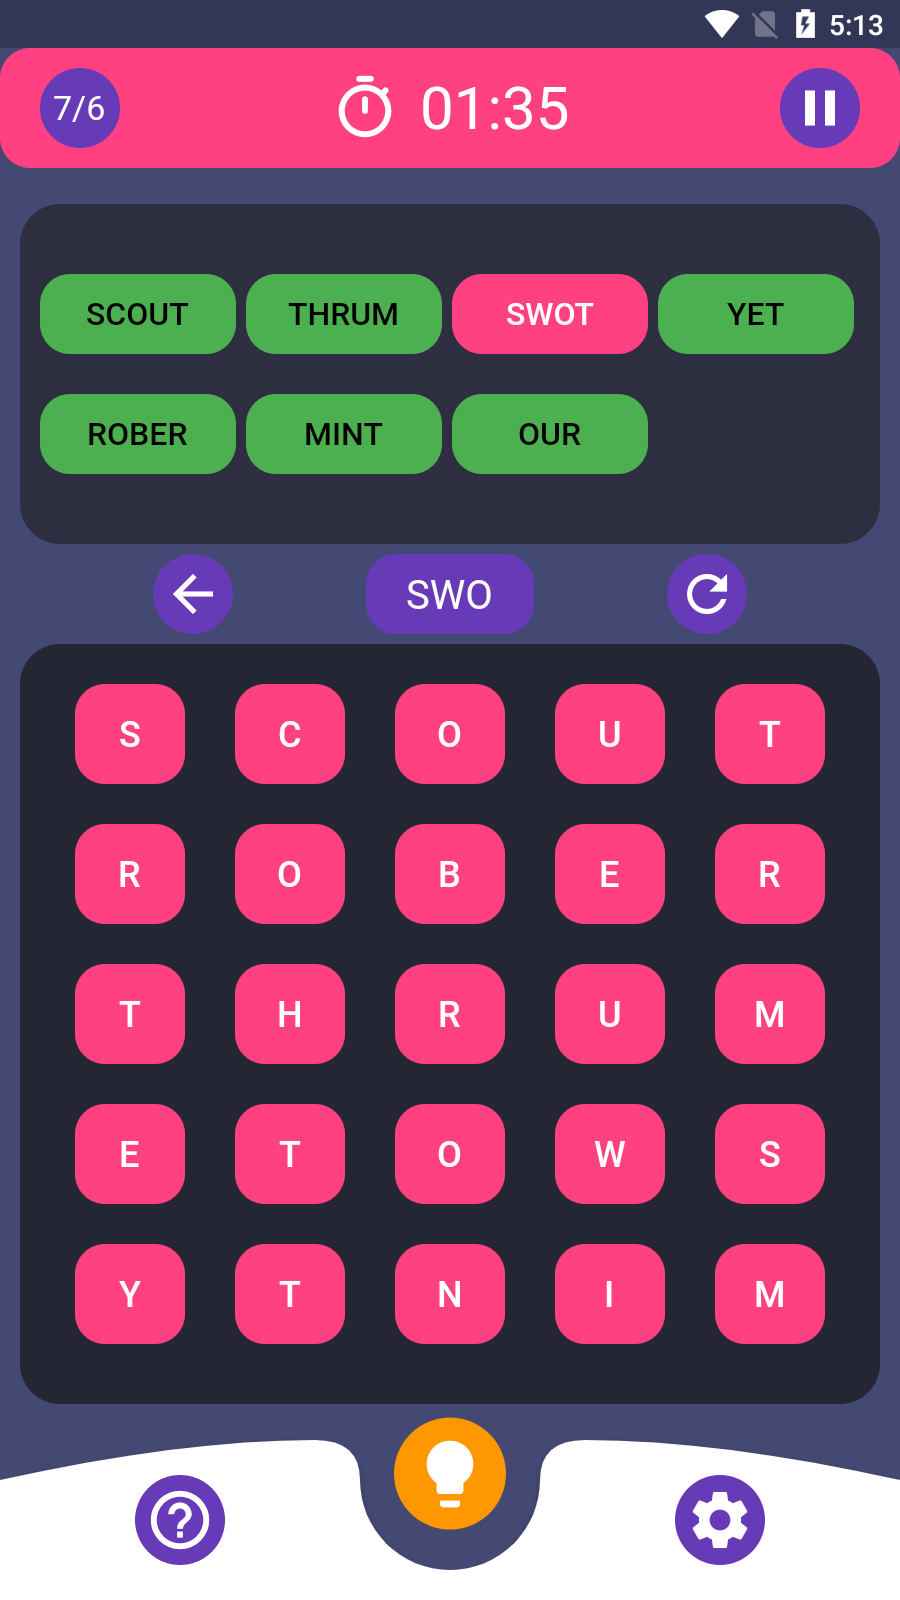 5:13
7/6 01:35
SCOUT THRUM SWOT YET
ROBER MINT OUR
SWO
S C O U T
R O B E R
T H R U M
E T O W S
Y T N I M
?